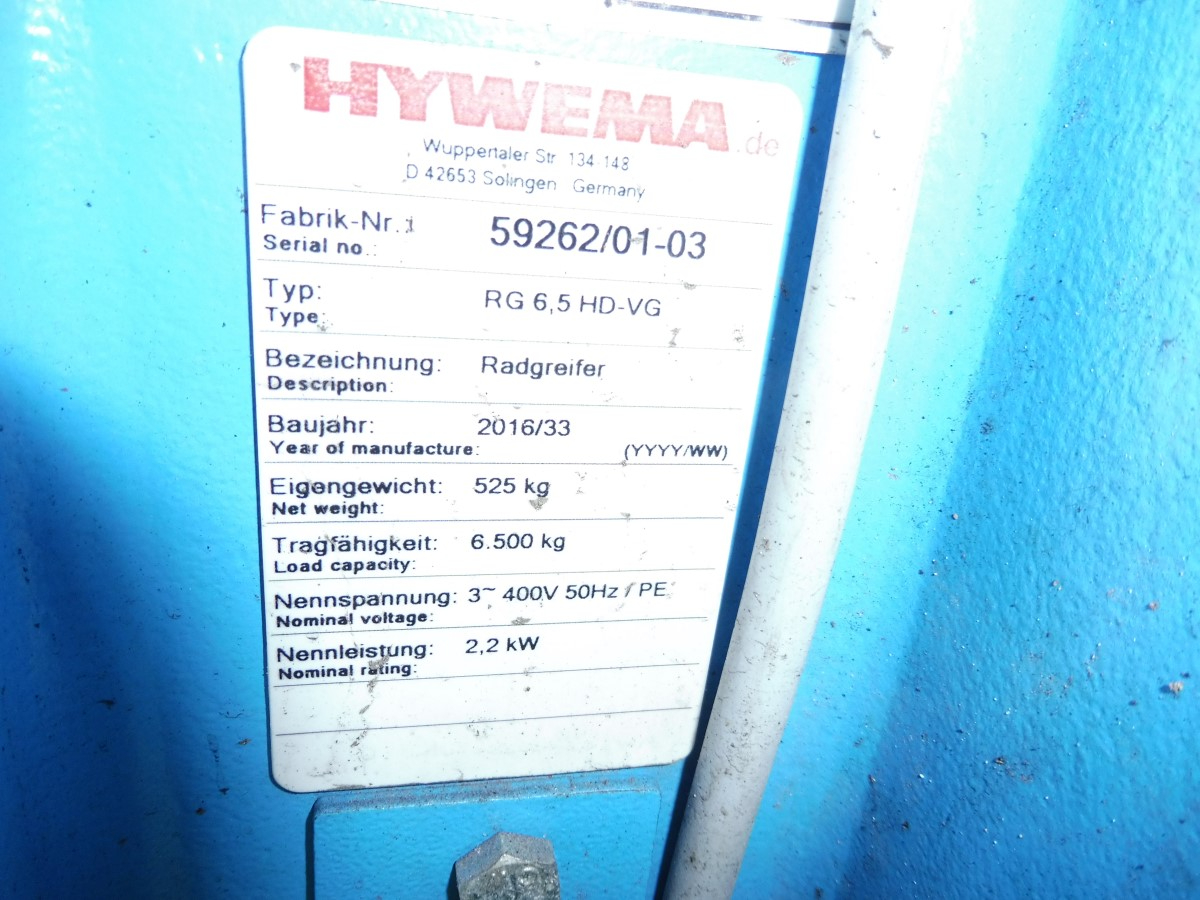 HYWEMA.de
Wuppertaler Str. 134-148
D 42653 Solingen Germany
Fabrik-Nr.: 59262/01-03
Serial no.:
Typ: RG 6,5 HD-VG
Type:
Bezeichnung: Radgreifer
Description:
Baujahr: 2016/33
Year of manufacture: (YYYY/WW)
Eigengewicht: 525 kg
Net weight:
Tragfähigkeit: 6.500 kg
Load capacity:
Nennspannung: 3~ 400V 50Hz / PE
Nominal voltage:
Nennleistung: 2,2 kW
Nominal rating: